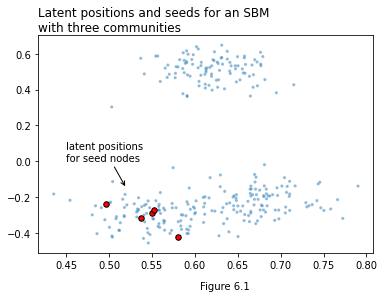 Latent positions and seeds for an SBM
with three communities
0.6
0.4
0.2
0.0
−0.2
−0.4
latent positions
for seed nodes
0.45 0.50 0.55 0.60 0.65 0.70 0.75 0.80
Figure 6.1